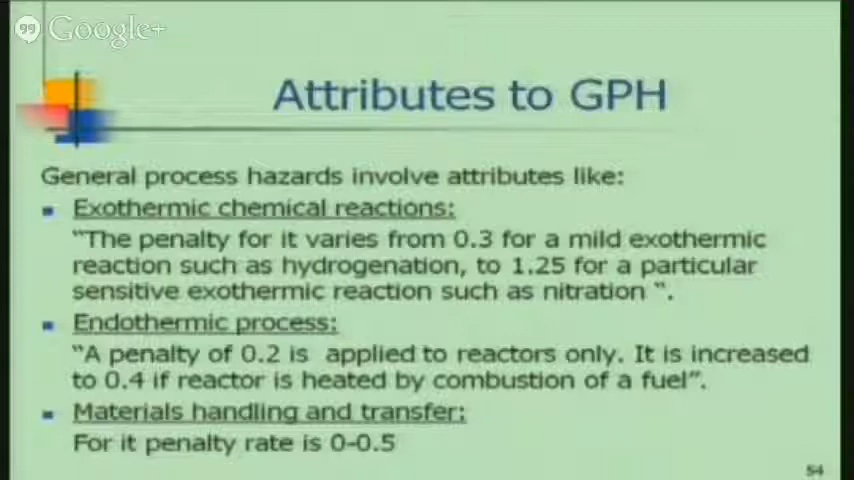 Google+
Attributes to GPH
General process hazards involve attributes like:
Exothermic chemical reactions:
"The penalty for it varies from 0.3 for a mild exothermic
reaction such as hydrogenation, to 1.25 for a particular
sensitive exothermic reaction such as nitration ".
Endothermic process:
"A penalty of 0.2 is applied to reactors only. It is increased
to 0.4 if reactor is heated by combustion of a fuel".
Materials handling and transfer:
For it penalty rate is 0-0.5
54